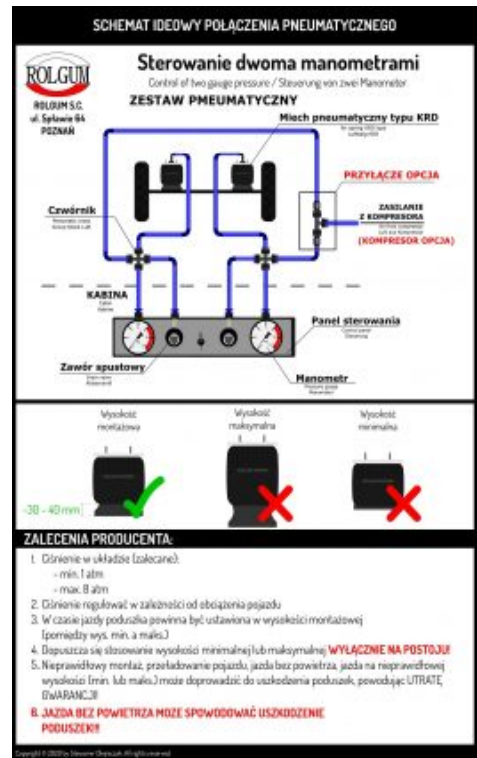 SCHEMAT IDEOWY POŁĄCZENIA PNEUMATYCZNEGO
ROLGUM
ROLGUM S.C.
ul. Spławie 64
POZNAŃ
Sterowanie dwoma manometrami
Control of two gauge pressure / Steuerung von zwei Manometer
ZESTAW PMEUMATYCZNY
Miech pneumatyczny typu KRD
PRZYŁĄCZE OPCJA
Czwórnik
ZASILANIE
Z KOMPRESORA
(KOMPRESOR OPCJA)
KABINA
Panel sterowania
Zawór spustowy
Manometr
Wysokość
montażowa
Wysokość
maksymalna
Wysokość
minimalna
~30 - 40 mm
ZALECENIA PRODUCENTA:
1. Ciśnienie w układzie (zalecane):
- min. 1 atm
- max. 8 atm
2. Ciśnienie regulować w zależności od obciążenia pojazdu
3. W czasie jazdy poduszka powinna być ustawiona w wysokości montażowej
(pomiędzy wys. min. a maks.)
4. Dopuszcza się stosowanie wysokości minimalnej lub maksymalnej WYŁĄCZNIE NA POSTOJU!
5. Nieprawidłowy montaż, przeładowanie pojazdu, jazda bez powietrza, jazda na nieprawidłowej
wysokości (min. lub maks.) może doprowadzić do uszkodzenia poduszek, powodując UTRATĘ
GWARANCJI!
6. JAZDA BEZ POWIETRZA MOŻE SPOWODOWAĆ USZKODZENIE
PODUSZEK!!!